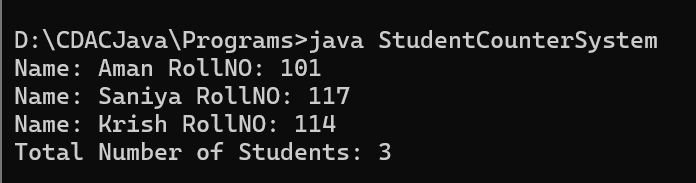 D:\CDACJava\Programs>java StudentCounterSystem
Name: Aman RollNO: 101
Name: Saniya RollNO: 117
Name: Krish RollNO: 114
Total Number of Students: 3